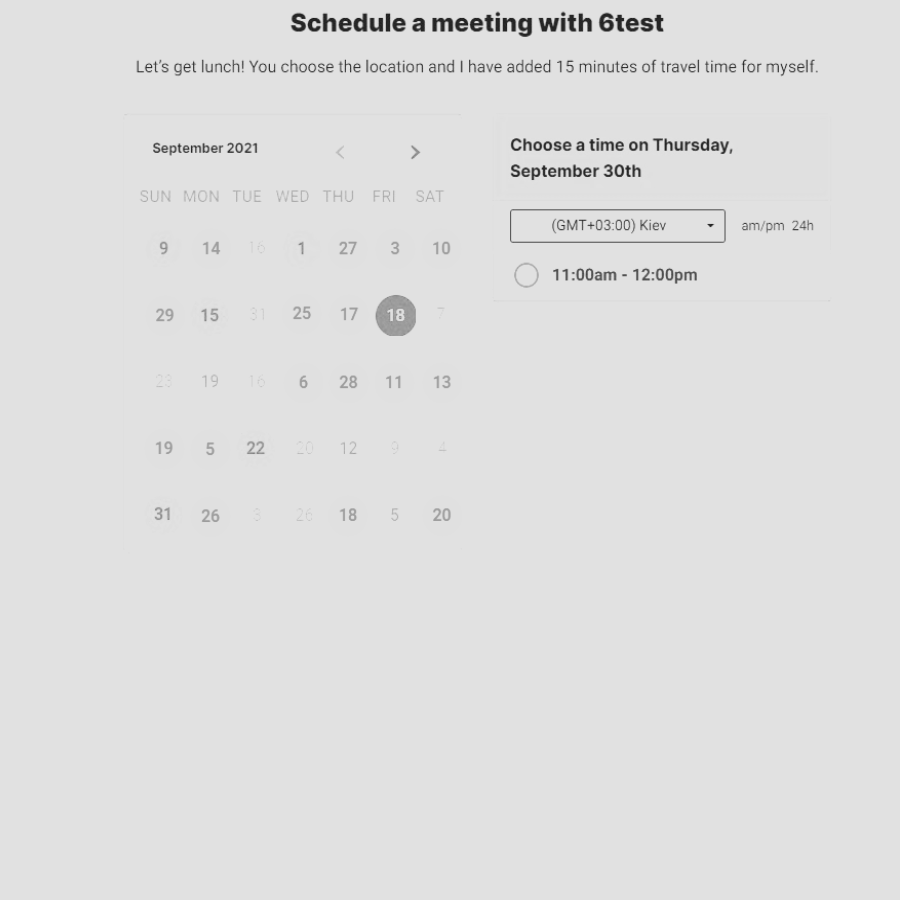 Schedule a meeting with 6test
Let's get lunch! You choose the location and I have added 15 minutes of travel time for myself.
September 2021
SUN MON TUE WED THU FRI SAT
9 14 16 1 27 3 10
29 15 31 25 17 18 7
23 19 16 6 28 11 13
19 5 22 20 12 9 4
31 26 3 26 18 5 20
Choose a time on Thursday,
September 30th
(GMT+03:00) Kiev am/pm 24h
11:00am - 12:00pm